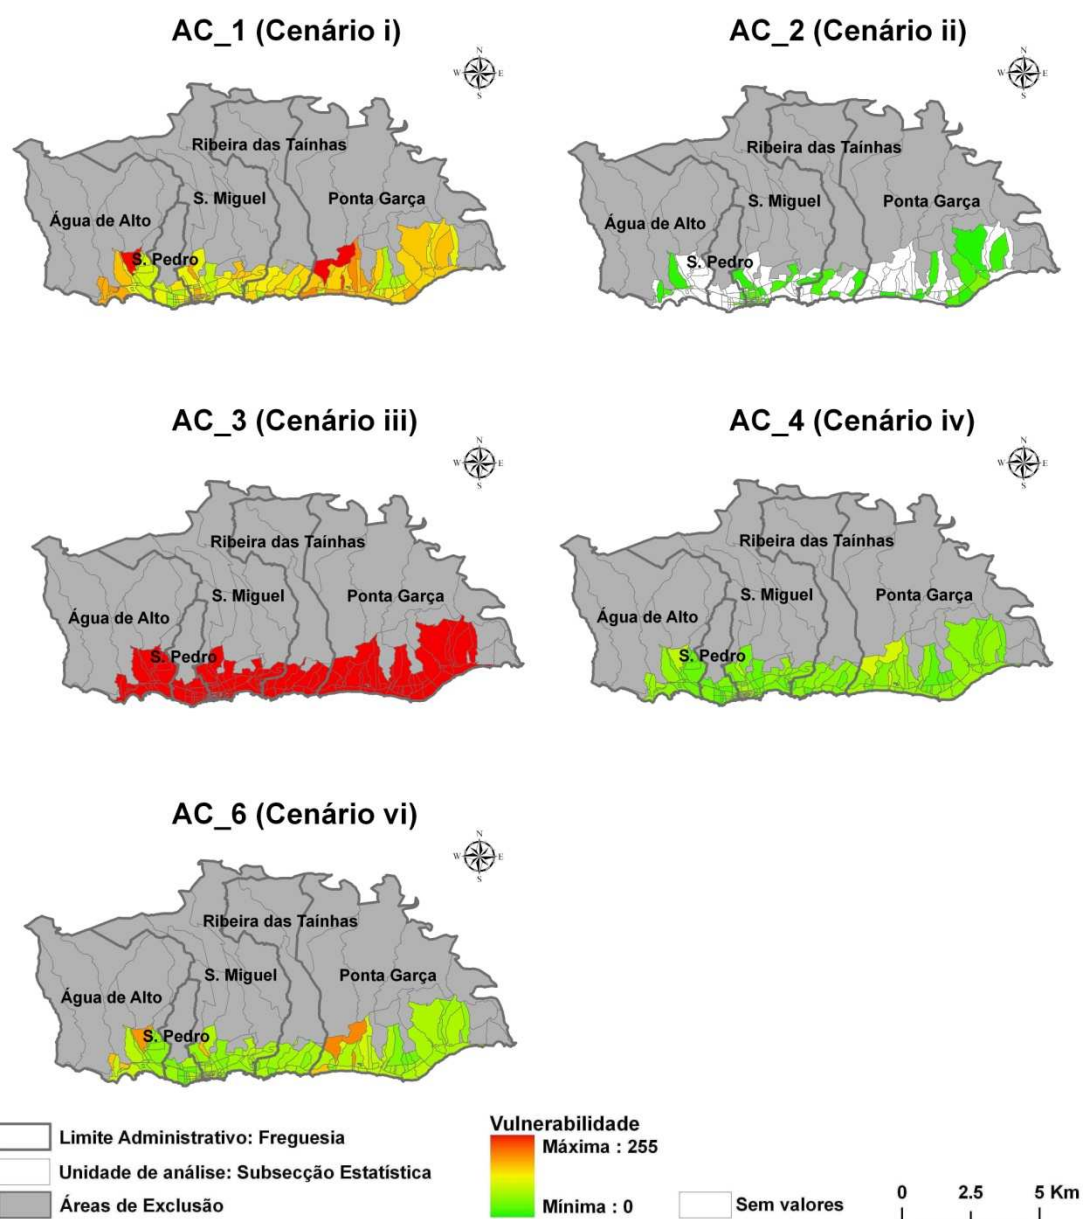 AC_1 (Cenário i)
N
W E
S
Ribeira das Taínhas
S. Miguel
Ponta Garça
Água de Alto
S. Pedro
AC_2 (Cenário ii)
N
W E
S
Ribeira das Taínhas
S. Miguel
Ponta Garça
Água de Alto
S. Pedro
AC_3 (Cenário iii)
N
W E
S
Ribeira das Taínhas
S. Miguel
Ponta Garça
Água de Alto
S. Pedro
AC_4 (Cenário iv)
N
W E
S
Ribeira das Taínhas
S. Miguel
Ponta Garça
Água de Alto
S. Pedro
AC_6 (Cenário vi)
N
W E
S
Ribeira das Taínhas
S. Miguel
Ponta Garça
Água de Alto
S. Pedro
Limite Administrativo: Freguesia
Unidade de análise: Subsecção Estatística
Áreas de Exclusão
Vulnerabilidade
Máxima : 255
Mínima : 0
Sem valores
0 2.5 5 Km